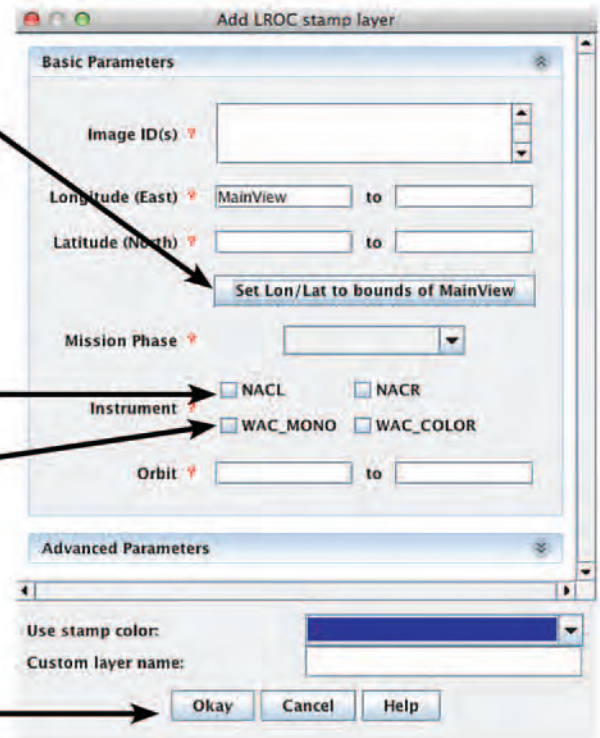 Add LROC stamp layer
Basic Parameters
Image ID(s) ?
Longitude (East) ? MainView to
Latitude (North) ? to
Set Lon/Lat to bounds of MainView
Mission Phase ?
NACL NACR
Instrument ?
WAC_MONO WAC_COLOR
Orbit ? to
Advanced Parameters
Use stamp color:
Custom layer name:
Okay Cancel Help